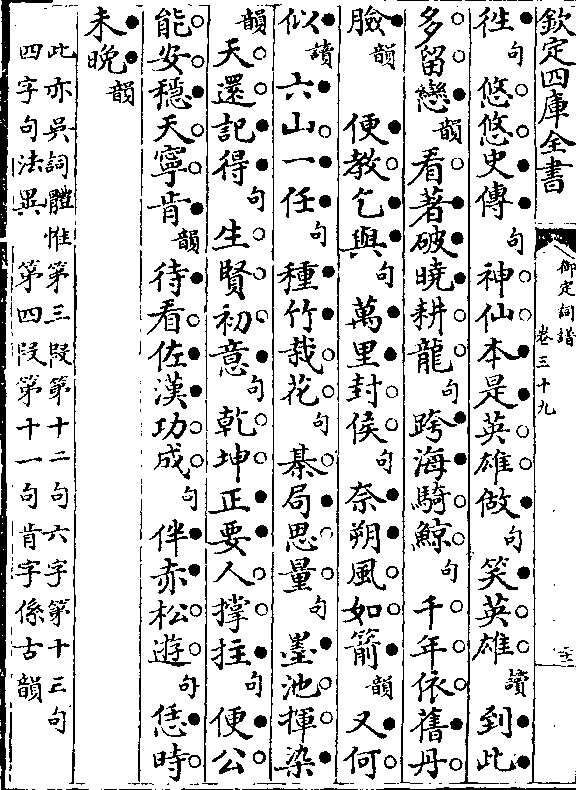 欽定四庫全書
御定詞譜
卷三十九
徃句悠悠史傳句神仙本是英雄做句笑英雄讀到此
多留戀韻看著破曉耕龍句跨海騎鯨句千年依舊丹
臉韻便教乞與句萬里封侯句奈朔風如箭韻又何
似讀六山一任句種竹栽花句棊局思量句墨池揮染
韻天還記得句生賢初意句乾坤正要人撑拄句便公
能安穩天寧肯韻待看佐漢功成句伴赤松遊句恁時
未晚韻
此亦吳詞體惟第三段第十二句六字第十三句
四字句法異第四段第十一句肯字係古韻